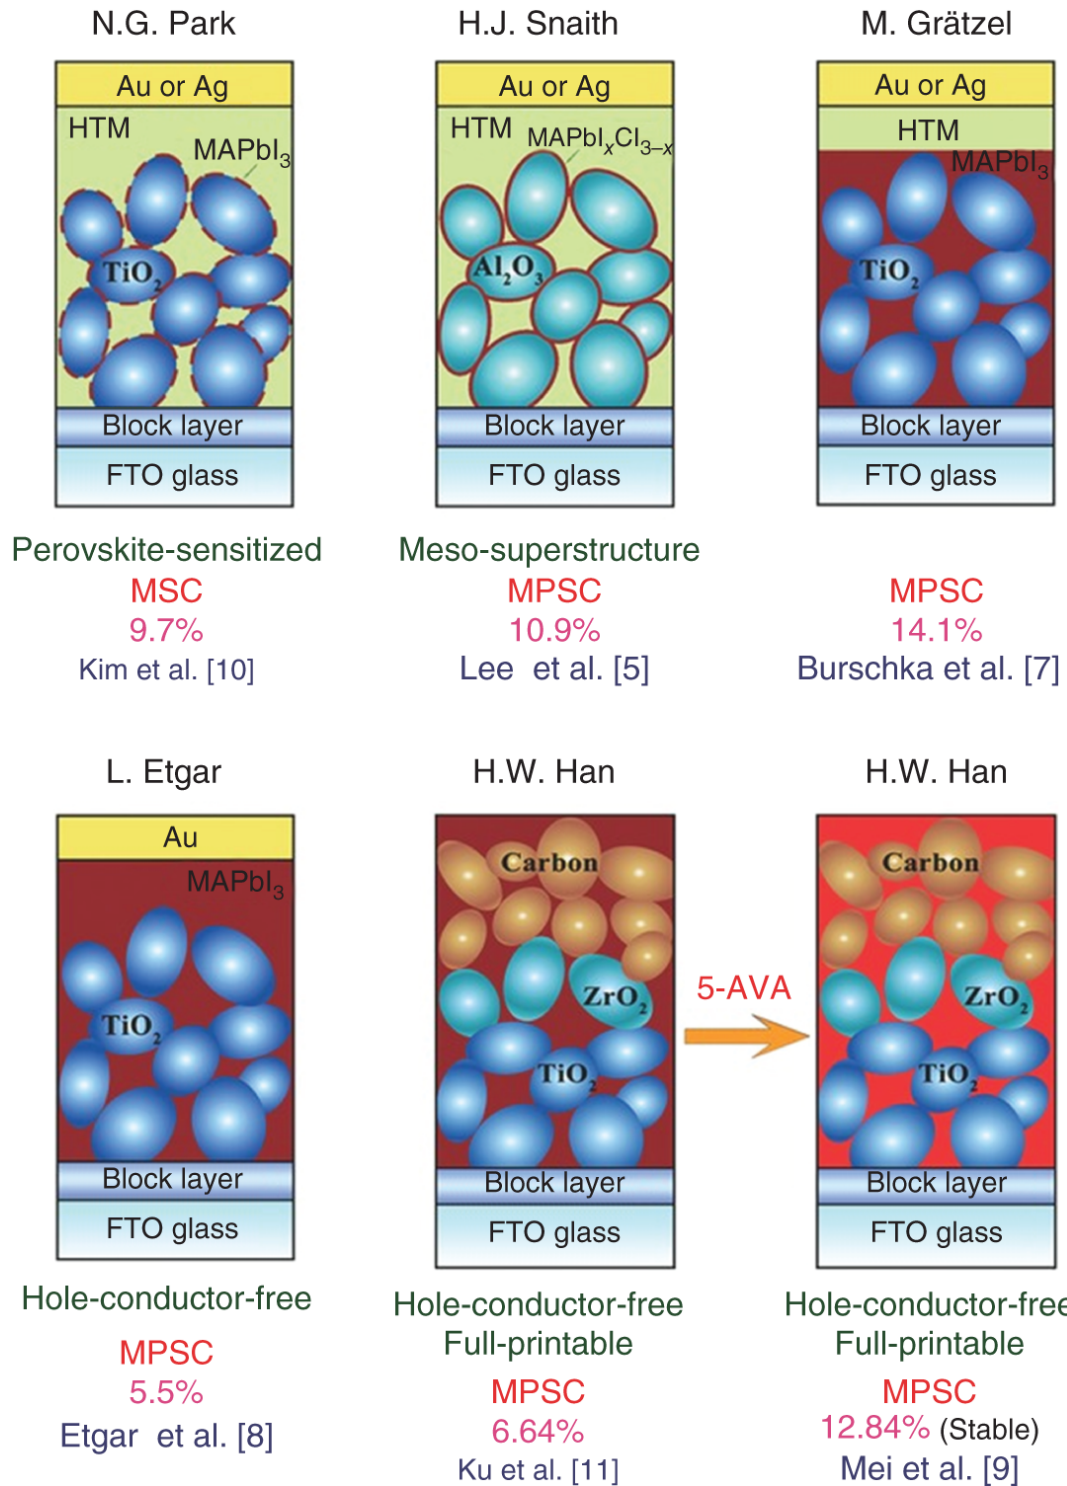 N.G. Park
Au or Ag
HTM
MAPbI₃
TiO₂
Block layer
FTO glass
Perovskite-sensitized
MSC
9.7%
Kim et al. [10]
H.J. Snaith
Au or Ag
HTM
MAPbIₓCl₃₋ₓ
Al₂O₃
Block layer
FTO glass
Meso-superstructure
MPSC
10.9%
Lee et al. [5]
M. Grätzel
Au or Ag
HTM
MAPbI₃
TiO₂
Block layer
FTO glass
MPSC
14.1%
Burschka et al. [7]
L. Etgar
Au
MAPbI₃
TiO₂
Block layer
FTO glass
Hole-conductor-free
MPSC
5.5%
Etgar et al. [8]
H.W. Han
Carbon
ZrO₂
TiO₂
Block layer
FTO glass
Hole-conductor-free
Full-printable
MPSC
6.64%
Ku et al. [11]
5-AVA
H.W. Han
Carbon
ZrO₂
TiO₂
Block layer
FTO glass
Hole-conductor-free
Full-printable
MPSC
12.84% (Stable)
Mei et al. [9]